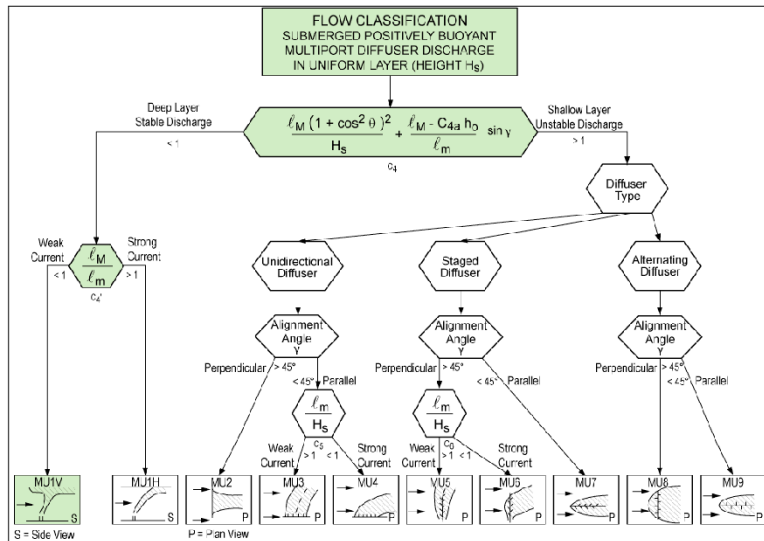 FLOW CLASSIFICATION
SUBMERGED POSITIVELY BUOYANT
MULTIPORT DIFFUSER DISCHARGE
IN UNIFORM LAYER (HEIGHT Hs)
Deep Layer
Stable Discharge
< 1
ℓM (1 + cos² θ )² / Hs + ℓM - C4a ho / ℓm sin γ
c4
Shallow Layer
Unstable Discharge
> 1
Diffuser
Type
Weak
Current
< 1
ℓM / ℓm
c4'
Strong
Current
> 1
Unidirectional
Diffuser
Staged
Diffuser
Alternating
Diffuser
Alignment
Angle
γ
Alignment
Angle
γ
Alignment
Angle
γ
Perpendicular > 45°
< 45° Parallel
Perpendicular > 45°
< 45° Parallel
Perpendicular > 45°
< 45° Parallel
ℓm / Hs
c5
ℓm / Hs
c6
Weak
Current > 1
< 1 Strong
Current
Weak
Current > 1
< 1 Strong
Current
MU1V S
MU1H S
MU2 P
MU3 P
MU4 P
MU5 P
MU6 P
MU7 P
MU8 P
MU9 P
S = Side View
P = Plan View